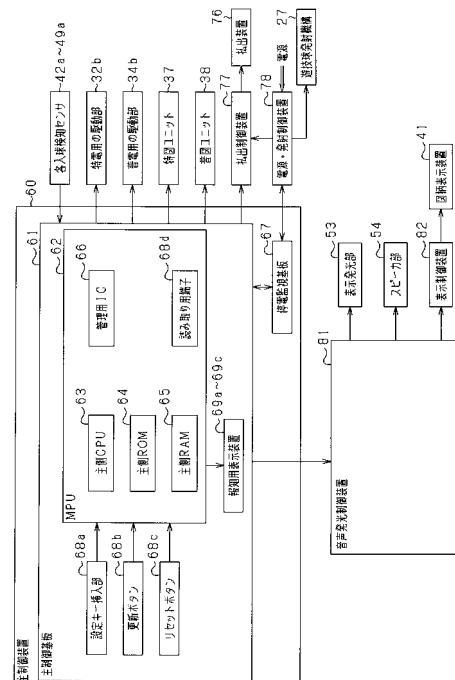 主制御装置
60
主制御基板
61
62
MPU
主側CPU
63
主側ROM
64
主側RAM
65
管理用IC
66
読み取り用端子
68d
設定キー挿入部
68a
更新ボタン
68b
リセットボタン
68c
報知用表示装置
69a~69c
停電監視基板
67
各入球検知センサ
42a~49a
特電用の駆動部
32b
普電用の駆動部
34b
特図ユニット
37
普図ユニット
38
払出制御装置
77
払出装置
76
電源・発射制御装置
78
電源
遊技球発射機構
27
音声発光制御装置
81
表示発光部
53
スピーカ部
54
表示制御装置
82
図柄表示装置
41